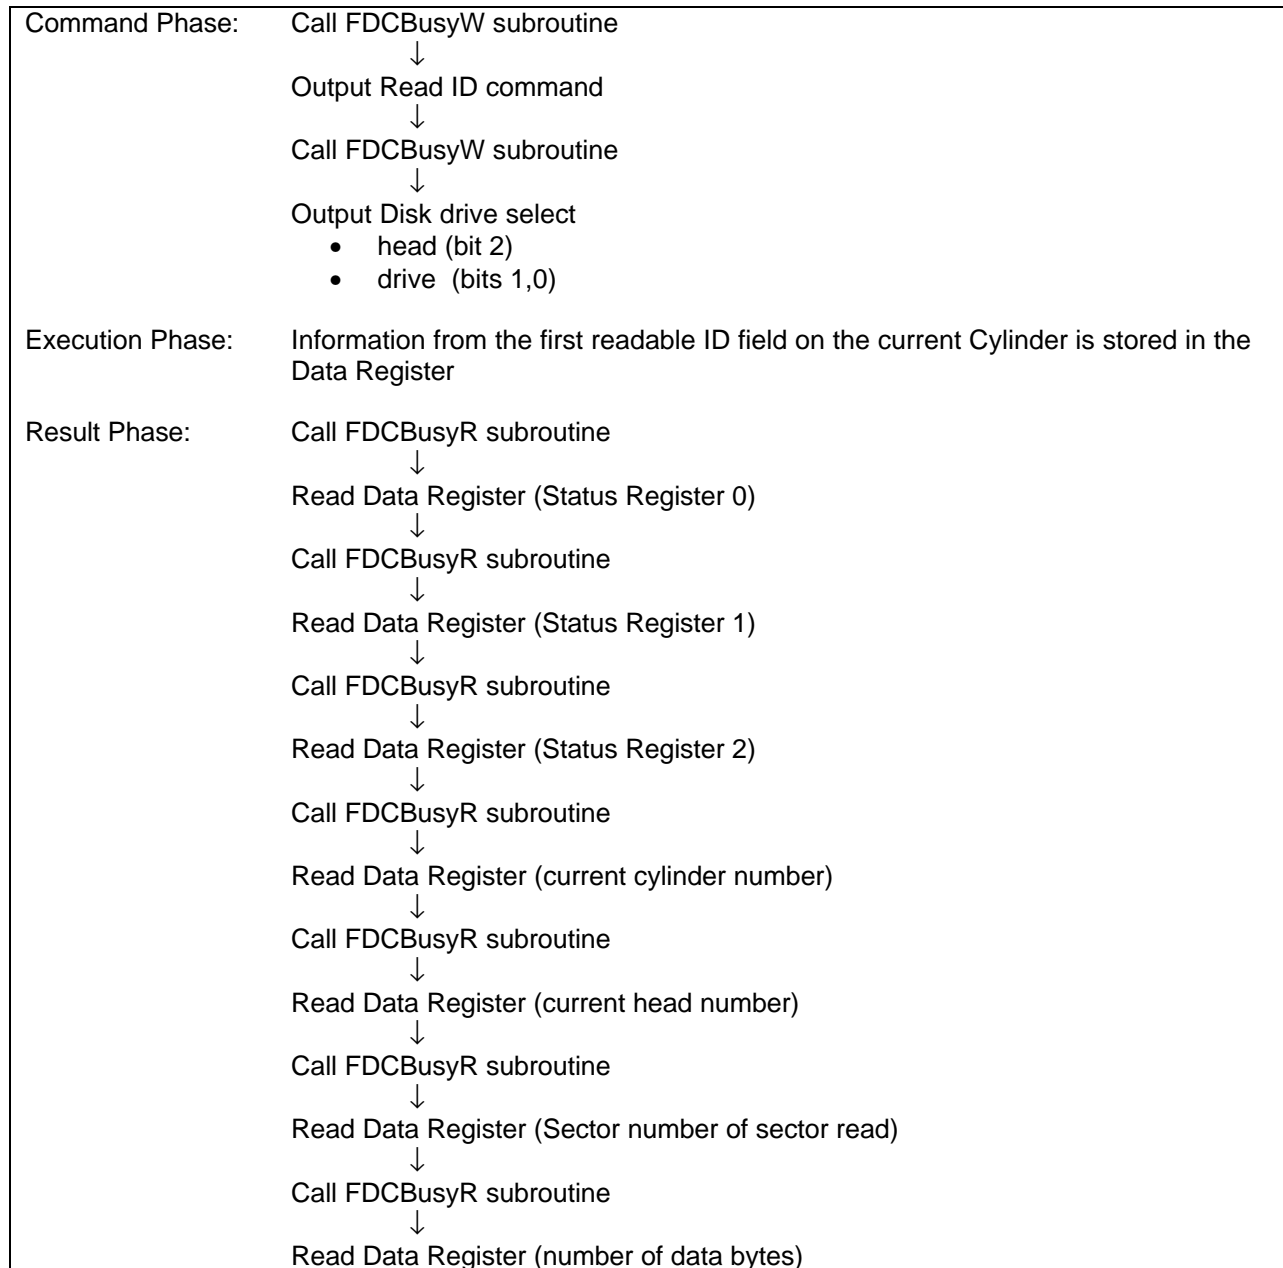 Command Phase: Call FDCBusyW subroutine
↓
Output Read ID command
↓
Call FDCBusyW subroutine
↓
Output Disk drive select
• head (bit 2)
• drive (bits 1,0)
Execution Phase: Information from the first readable ID field on the current Cylinder is stored in the
Data Register
Result Phase: Call FDCBusyR subroutine
↓
Read Data Register (Status Register 0)
↓
Call FDCBusyR subroutine
↓
Read Data Register (Status Register 1)
↓
Call FDCBusyR subroutine
↓
Read Data Register (Status Register 2)
↓
Call FDCBusyR subroutine
↓
Read Data Register (current cylinder number)
↓
Call FDCBusyR subroutine
↓
Read Data Register (current head number)
↓
Call FDCBusyR subroutine
↓
Read Data Register (Sector number of sector read)
↓
Call FDCBusyR subroutine
↓
Read Data Register (number of data bytes)